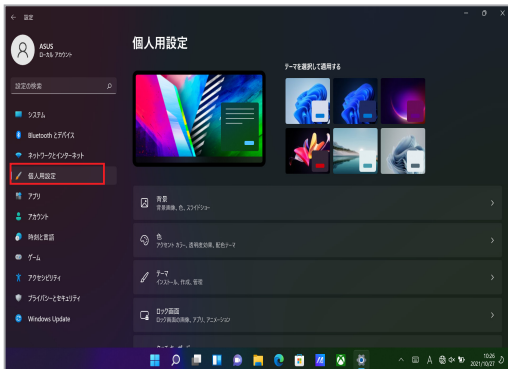 設定
ASUS
ローカル アカウント
設定の検索
システム
Bluetooth とデバイス
ネットワークとインターネット
個人用設定
アプリ
アカウント
時刻と言語
ゲーム
アクセシビリティ
プライバシーとセキュリティ
Windows Update
個人用設定
テーマを選択して適用する
背景
背景画像、色、スライドショー
色
アクセント カラー、透明度効果、配色テーマ
テーマ
インストール、作成、管理
ロック画面
ロック画面の画像、アプリ、アニメーション
A
10:26
2021/10/27